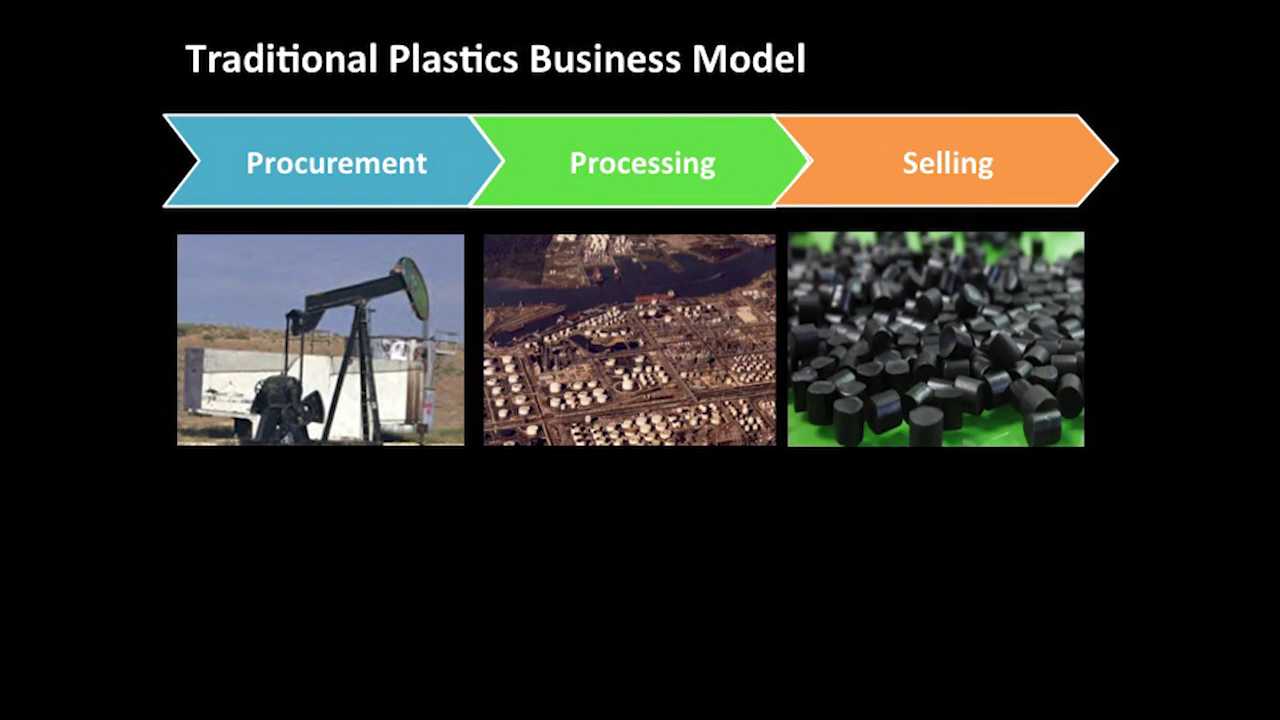 Traditional Plastics Business Model
Procurement
Processing
Selling